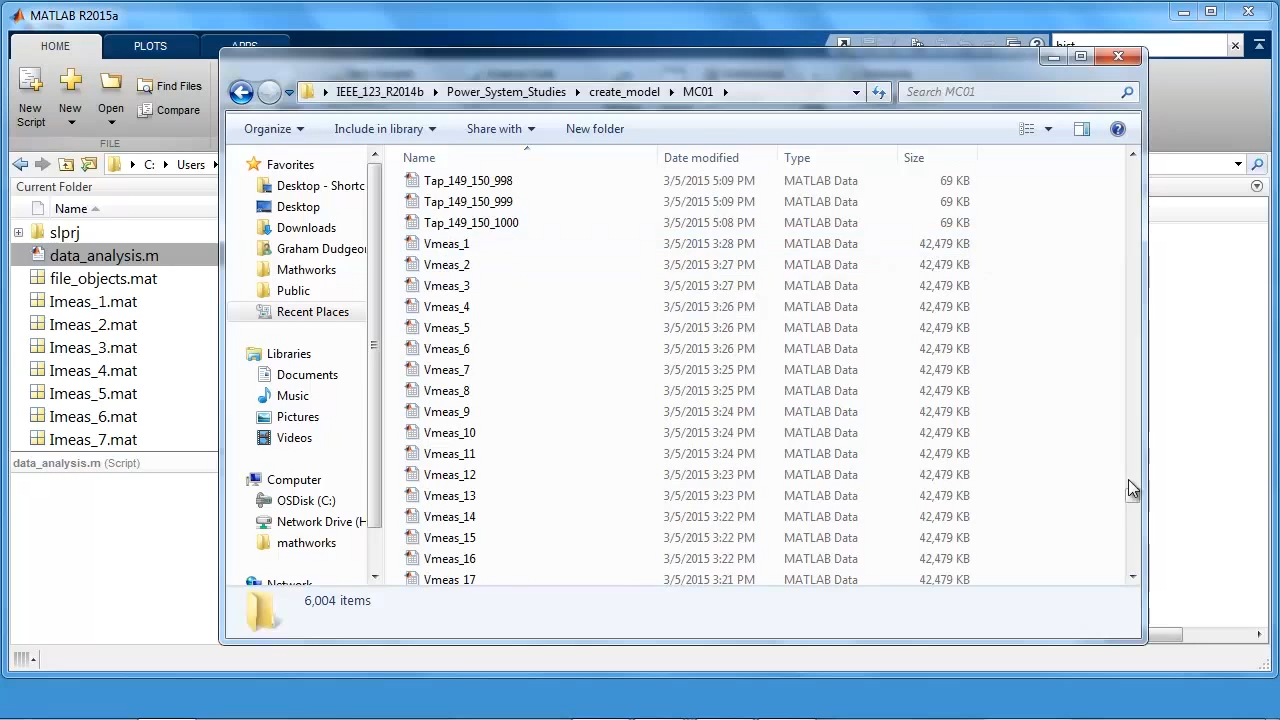 MATLAB R2015a
HOME
PLOTS
APPS
hist
New Script
New
Open
Find Files
Compare
FILE
C:
Users
Current Folder
Name
slprj
data_analysis.m
file_objects.mat
Imeas_1.mat
Imeas_2.mat
Imeas_3.mat
Imeas_4.mat
Imeas_5.mat
Imeas_6.mat
Imeas_7.mat
data_analysis.m (Script)
IEEE_123_R2014b Power_System_Studies create_model MC01
Search MC01
Organize Include in library Share with New folder
Favorites
Desktop - Shortc
Desktop
Downloads
Graham Dudgeo
Mathworks
Public
Recent Places
Libraries
Documents
Music
Pictures
Videos
Computer
OSDisk (C:)
Network Drive (H
mathworks
Network
Name Date modified Type Size
Tap_149_150_998 3/5/2015 5:09 PM MATLAB Data 69 KB
Tap_149_150_999 3/5/2015 5:09 PM MATLAB Data 69 KB
Tap_149_150_1000 3/5/2015 5:08 PM MATLAB Data 69 KB
Vmeas_1 3/5/2015 3:28 PM MATLAB Data 42,479 KB
Vmeas_2 3/5/2015 3:27 PM MATLAB Data 42,479 KB
Vmeas_3 3/5/2015 3:27 PM MATLAB Data 42,479 KB
Vmeas_4 3/5/2015 3:26 PM MATLAB Data 42,479 KB
Vmeas_5 3/5/2015 3:26 PM MATLAB Data 42,479 KB
Vmeas_6 3/5/2015 3:26 PM MATLAB Data 42,479 KB
Vmeas_7 3/5/2015 3:25 PM MATLAB Data 42,479 KB
Vmeas_8 3/5/2015 3:25 PM MATLAB Data 42,479 KB
Vmeas_9 3/5/2015 3:24 PM MATLAB Data 42,479 KB
Vmeas_10 3/5/2015 3:24 PM MATLAB Data 42,479 KB
Vmeas_11 3/5/2015 3:24 PM MATLAB Data 42,479 KB
Vmeas_12 3/5/2015 3:23 PM MATLAB Data 42,479 KB
Vmeas_13 3/5/2015 3:23 PM MATLAB Data 42,479 KB
Vmeas_14 3/5/2015 3:22 PM MATLAB Data 42,479 KB
Vmeas_15 3/5/2015 3:22 PM MATLAB Data 42,479 KB
Vmeas_16 3/5/2015 3:22 PM MATLAB Data 42,479 KB
Vmeas_17 3/5/2015 3:21 PM MATLAB Data 42,479 KB
6,004 items